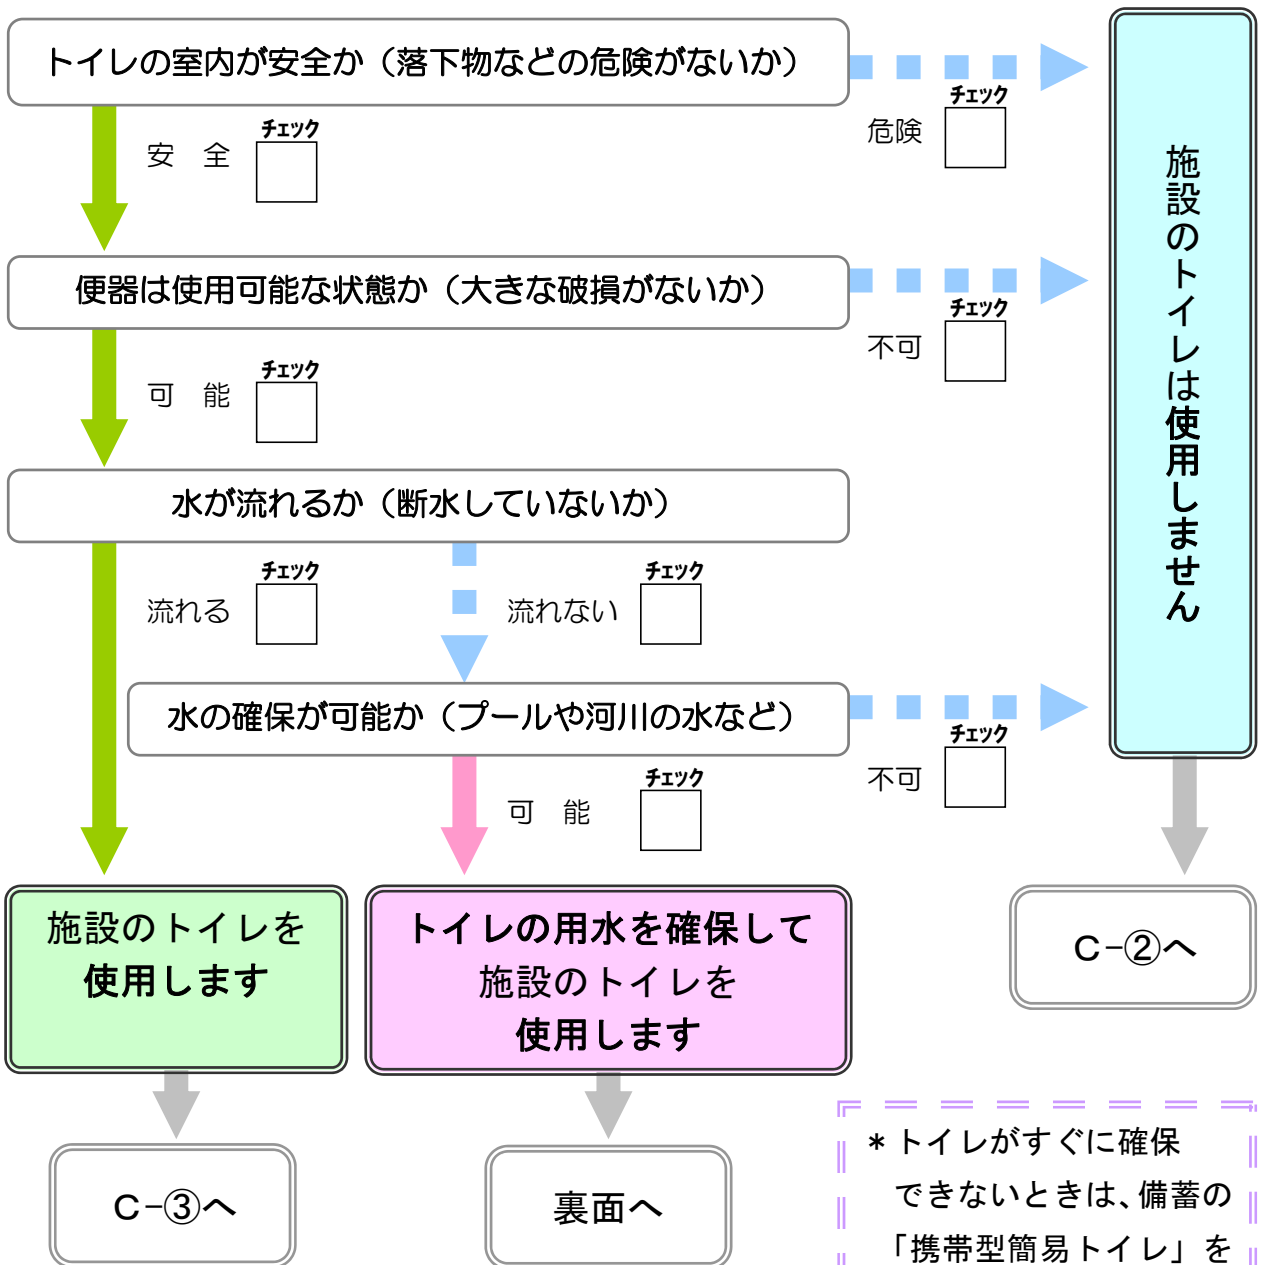 トイレの室内が安全か（落下物などの危険がないか）
チェック
安　全
チェック
危険
便器は使用可能な状態か（大きな破損がないか）
チェック
可　能
チェック
不可
水が流れるか（断水していないか）
チェック
流れる
チェック
流れない
水の確保が可能か（プールや河川の水など）
チェック
可　能
チェック
不可
施設のトイレは使用しません
施設のトイレを
使用します
トイレの用水を確保して
施設のトイレを
使用します
C-②へ
C-③へ
裏面へ
*トイレがすぐに確保
できないときは、備蓄の
「携帯型簡易トイレ」を